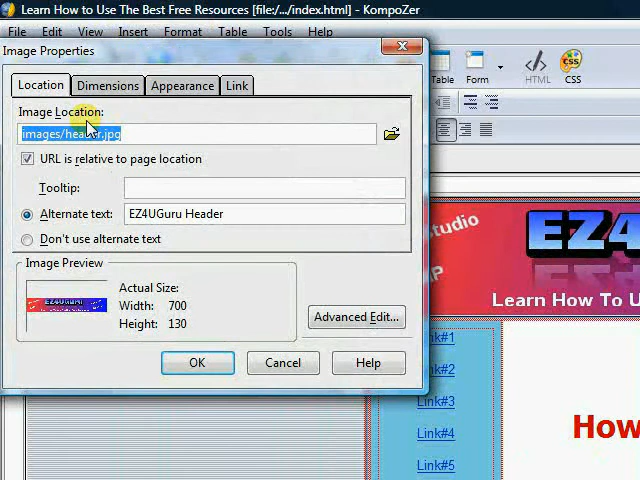 Learn How to Use The Best Free Resources [file:/.../index.html] - KompoZer
File Edit View Insert Format Table Tools Help
Image Properties
Location Dimensions Appearance Link
Table Form HTML CSS
Image Location:
images/header.jpg
URL is relative to page location
Tooltip:
Alternate text: EZ4UGuru Header
Don't use alternate text
Studio
EZ4
Learn How To U
Image Preview
Actual Size:
Width: 700
Height: 130
Advanced Edit...
OK Cancel Help
Link#1
Link#2
Link#3
Link#4
Link#5
How